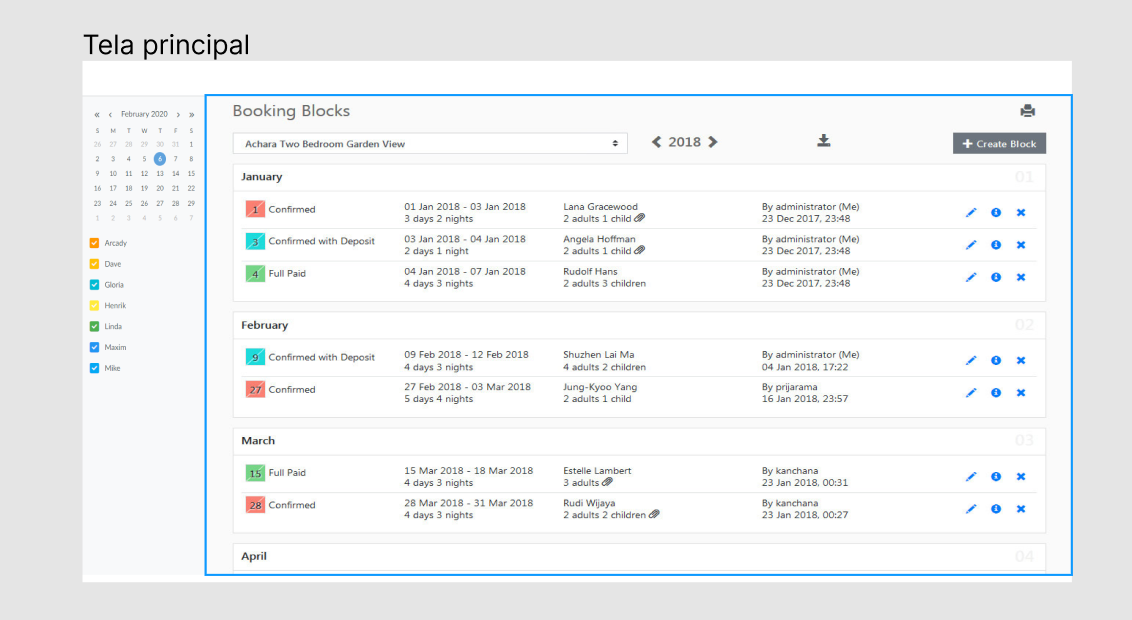 Tela principal
« ‹ February 2020 › »
S M T W T F S
26 27 28 29 30 31 1
2 3 4 5 6 7 8
9 10 11 12 13 14 15
16 17 18 19 20 21 22
23 24 25 26 27 28 29
1 2 3 4 5 6 7
Arcady
Dave
Gloria
Henrik
Linda
Maxim
Mike
Booking Blocks
Achara Two Bedroom Garden View
2018
Create Block
January 01
1 Confirmed 01 Jan 2018 - 03 Jan 2018 Lana Gracewood By administrator (Me)
3 days 2 nights 2 adults 1 child 23 Dec 2017, 23:48
3 Confirmed with Deposit 03 Jan 2018 - 04 Jan 2018 Angela Hoffman By administrator (Me)
2 days 1 night 2 adults 1 child 23 Dec 2017, 23:48
4 Full Paid 04 Jan 2018 - 07 Jan 2018 Rudolf Hans By administrator (Me)
4 days 3 nights 2 adults 3 children 23 Dec 2017, 23:48
February 02
9 Confirmed with Deposit 09 Feb 2018 - 12 Feb 2018 Shuzhen Lai Ma By administrator (Me)
4 days 3 nights 4 adults 2 children 04 Jan 2018, 17:22
27 Confirmed 27 Feb 2018 - 03 Mar 2018 Jung-Kyoo Yang By prijarama
5 days 4 nights 2 adults 1 child 16 Jan 2018, 23:57
March 03
15 Full Paid 15 Mar 2018 - 18 Mar 2018 Estelle Lambert By kanchana
4 days 3 nights 3 adults 23 Jan 2018, 00:31
28 Confirmed 28 Mar 2018 - 31 Mar 2018 Rudi Wijaya By kanchana
4 days 3 nights 2 adults 2 children 23 Jan 2018, 00:27
April 04